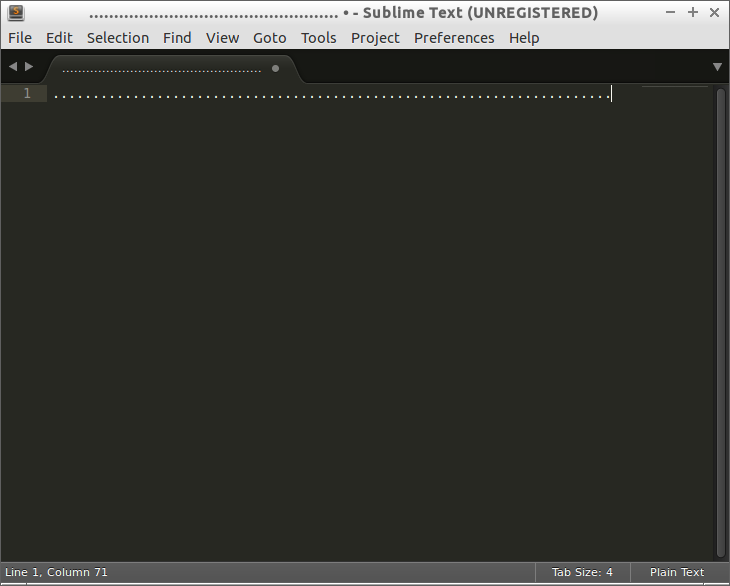 .................................................. • - Sublime Text (UNREGISTERED)
File Edit Selection Find View Goto Tools Project Preferences Help
..................................................
1 ......................................................................
Line 1, Column 71 Tab Size: 4 Plain Text